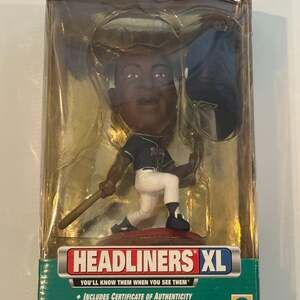 HEADLINERS XL
YOU'LL KNOW THEM WHEN YOU SEE THEM
• INCLUDES CERTIFICATE OF AUTHENTICITY